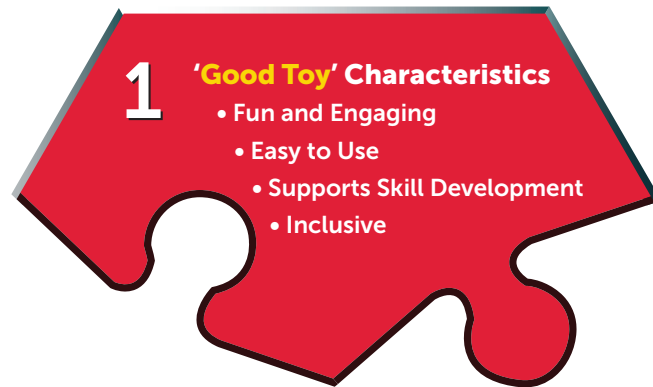 1
‘Good Toy’ Characteristics
• Fun and Engaging
• Easy to Use
• Supports Skill Development
• Inclusive